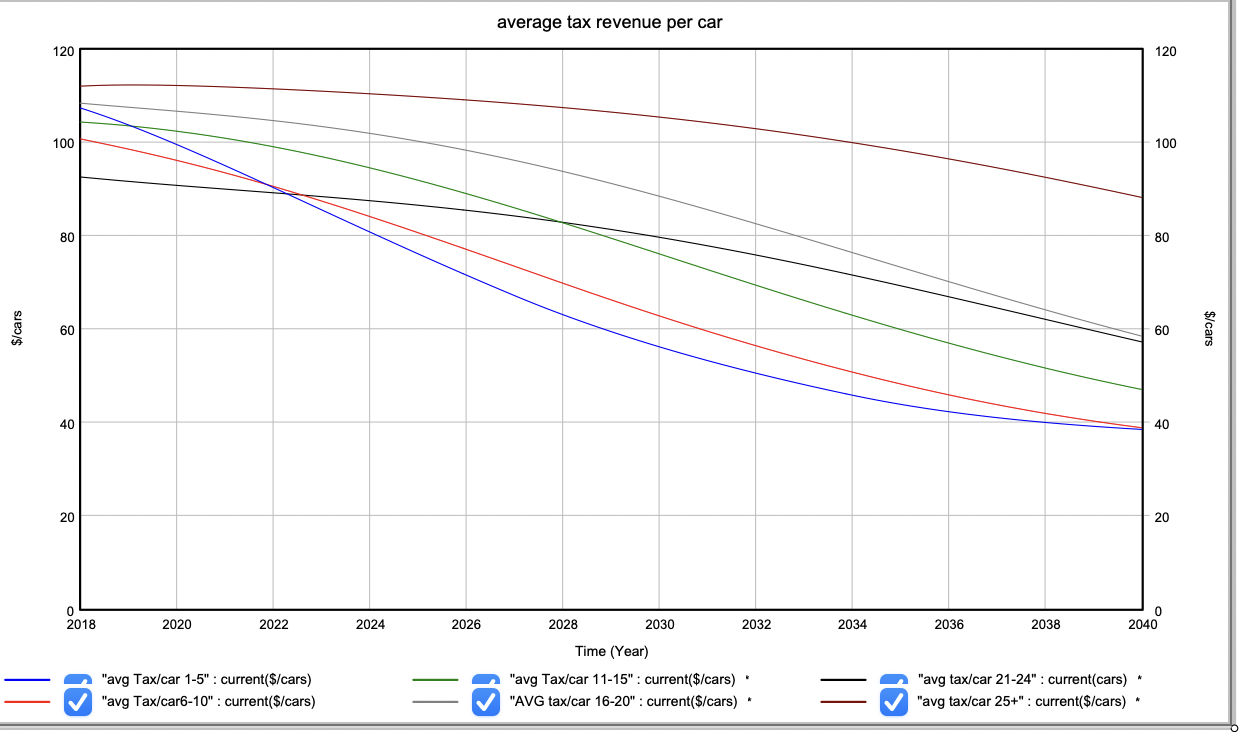 average tax revenue per car
120 120
100 100
80 80
60 60
$/cars $/cars
40 40
20 20
0 0
2018 2020 2022 2024 2026 2028 2030 2032 2034 2036 2038 2040
Time (Year)
"avg Tax/car 1-5" : current($/cars) "avg Tax/car 11-15" : current($/cars) * "avg tax/car 21-24" : current(cars) *
"avg Tax/car6-10" : current($/cars) "AVG tax/car 16-20" : current($/cars) * "avg tax/car 25+" : current($/cars) *